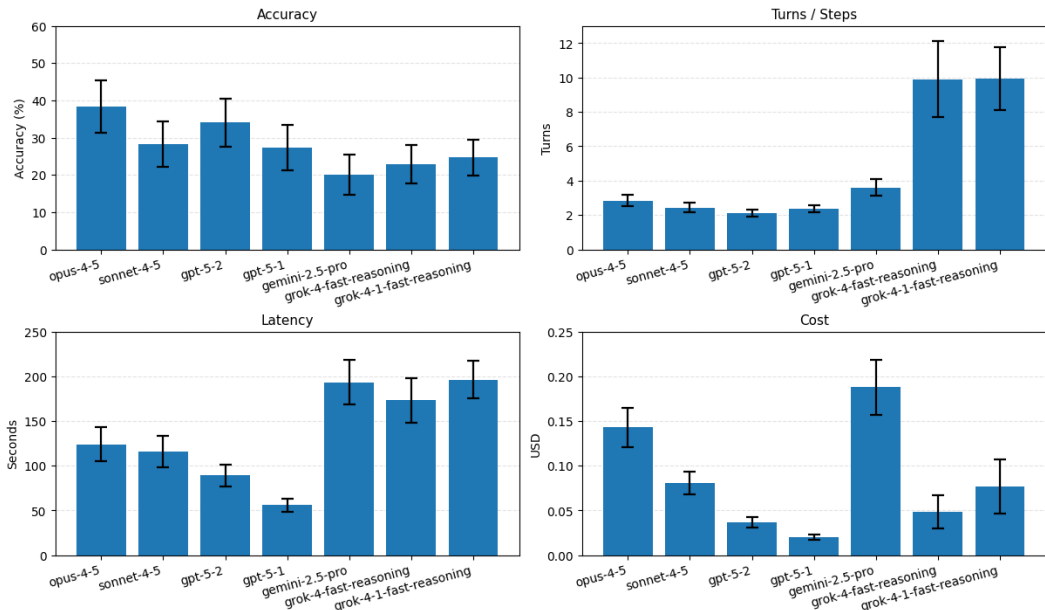 Accuracy
60
50
40
30
20
10
0
Accuracy (%)
opus-4-5
sonnet-4-5
gpt-5-2
gpt-5-1
gemini-2.5-pro
grok-4-fast-reasoning
grok-4-1-fast-reasoning
Turns / Steps
12
10
8
6
4
2
0
Turns
opus-4-5
sonnet-4-5
gpt-5-2
gpt-5-1
gemini-2.5-pro
grok-4-fast-reasoning
grok-4-1-fast-reasoning
Latency
250
200
150
100
50
0
Seconds
opus-4-5
sonnet-4-5
gpt-5-2
gpt-5-1
gemini-2.5-pro
grok-4-fast-reasoning
grok-4-1-fast-reasoning
Cost
0.25
0.20
0.15
0.10
0.05
0.00
USD
opus-4-5
sonnet-4-5
gpt-5-2
gpt-5-1
gemini-2.5-pro
grok-4-fast-reasoning
grok-4-1-fast-reasoning